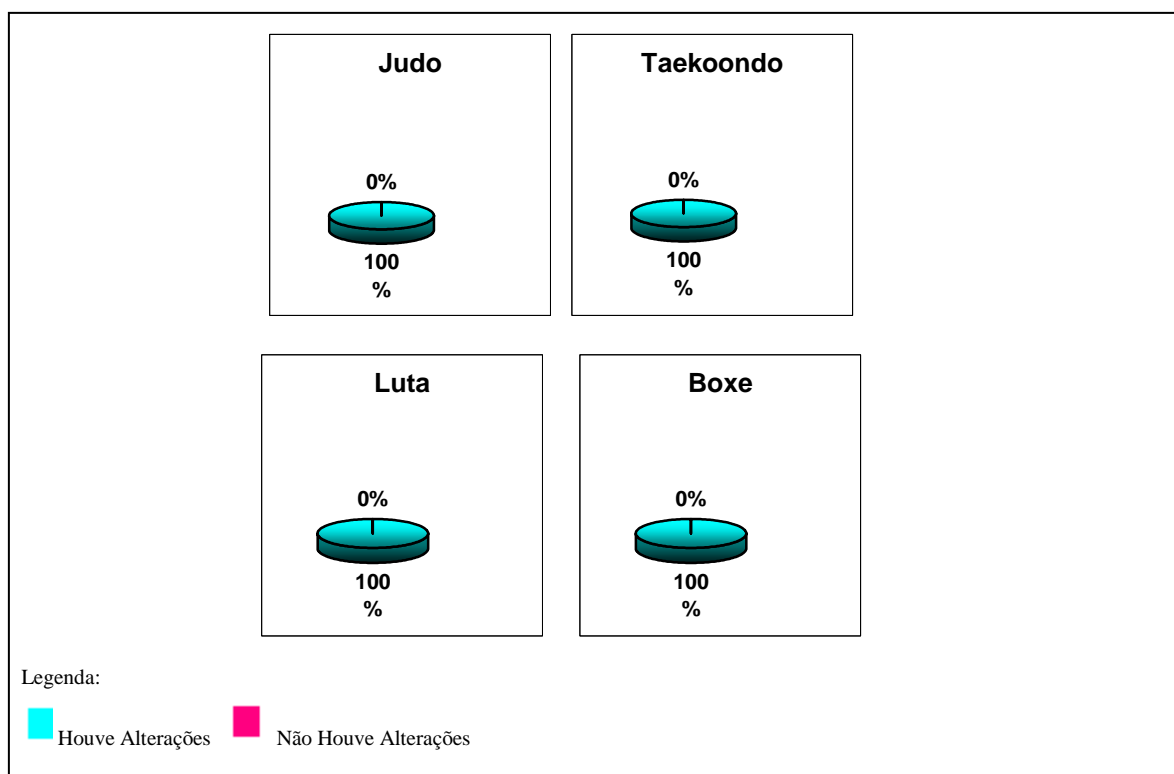 Judo
0%
100
%
Taekoondo
0%
100
%
Luta
0%
100
%
Boxe
0%
100
%
Legenda:
Houve Alterações
Não Houve Alterações